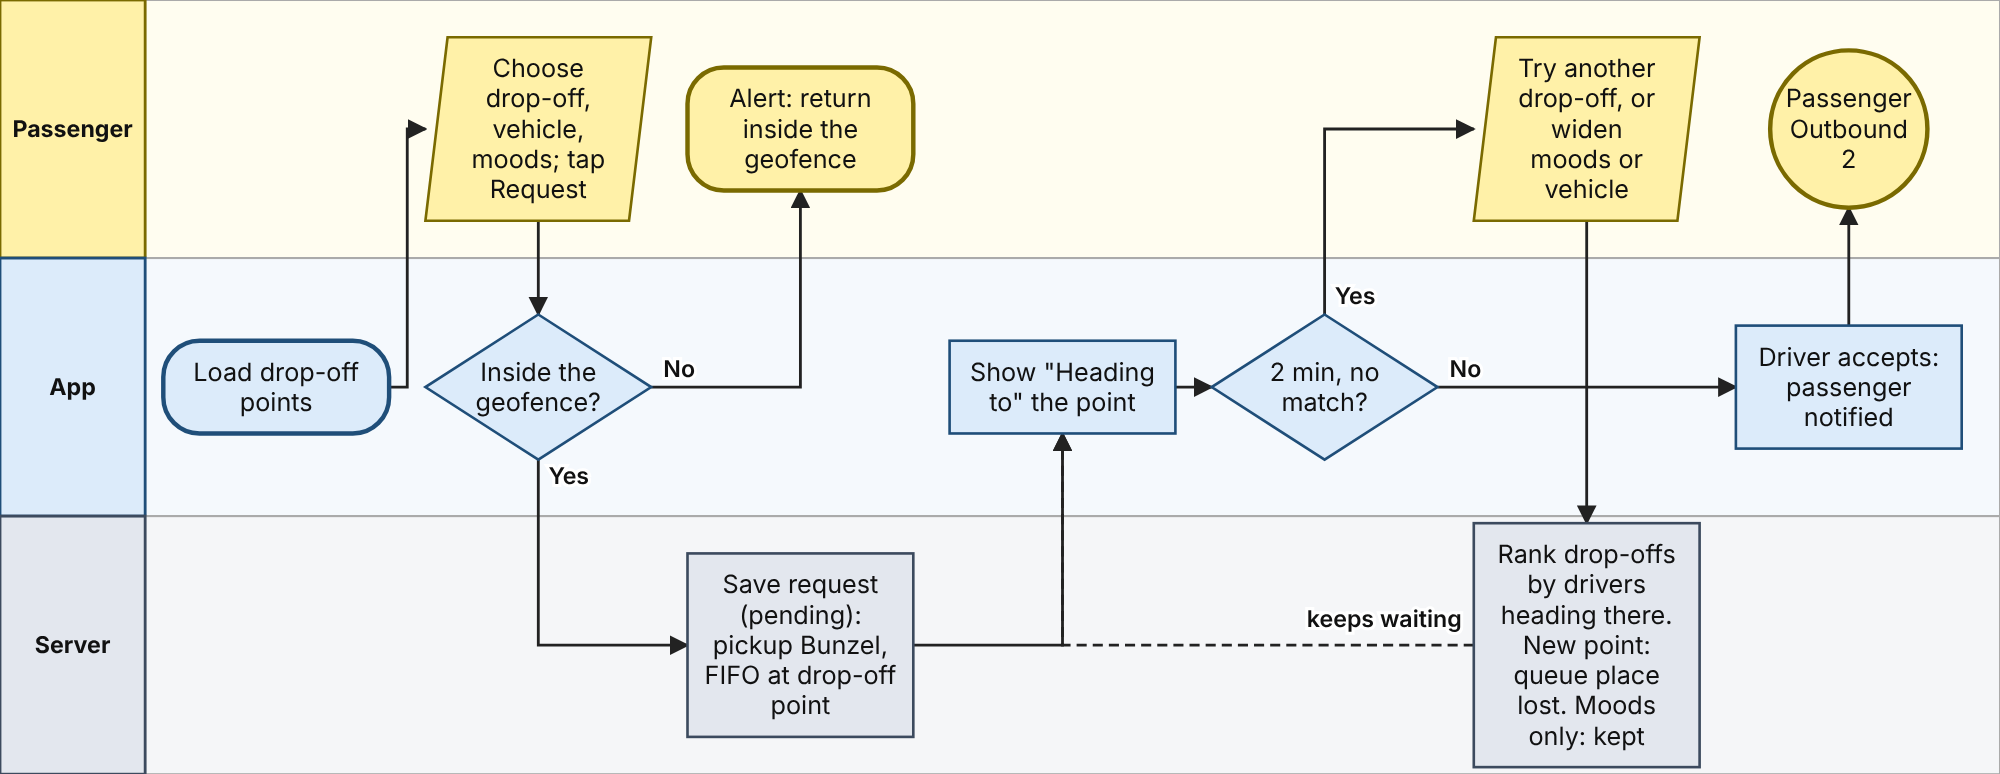 Passenger
Choose
drop-off,
vehicle,
moods; tap
Request
Alert: return
inside the
geofence
Try another
drop-off, or
widen
moods or
vehicle
Passenger
Outbound
2
App
Load drop-off
points
Inside the
geofence?
No
Yes
Show "Heading
to" the point
2 min, no
match?
Yes
No
Driver accepts:
passenger
notified
Server
Save request
(pending):
pickup Bunzel,
FIFO at drop-off
point
keeps waiting
Rank drop-offs
by drivers
heading there.
New point:
queue place
lost. Moods
only: kept